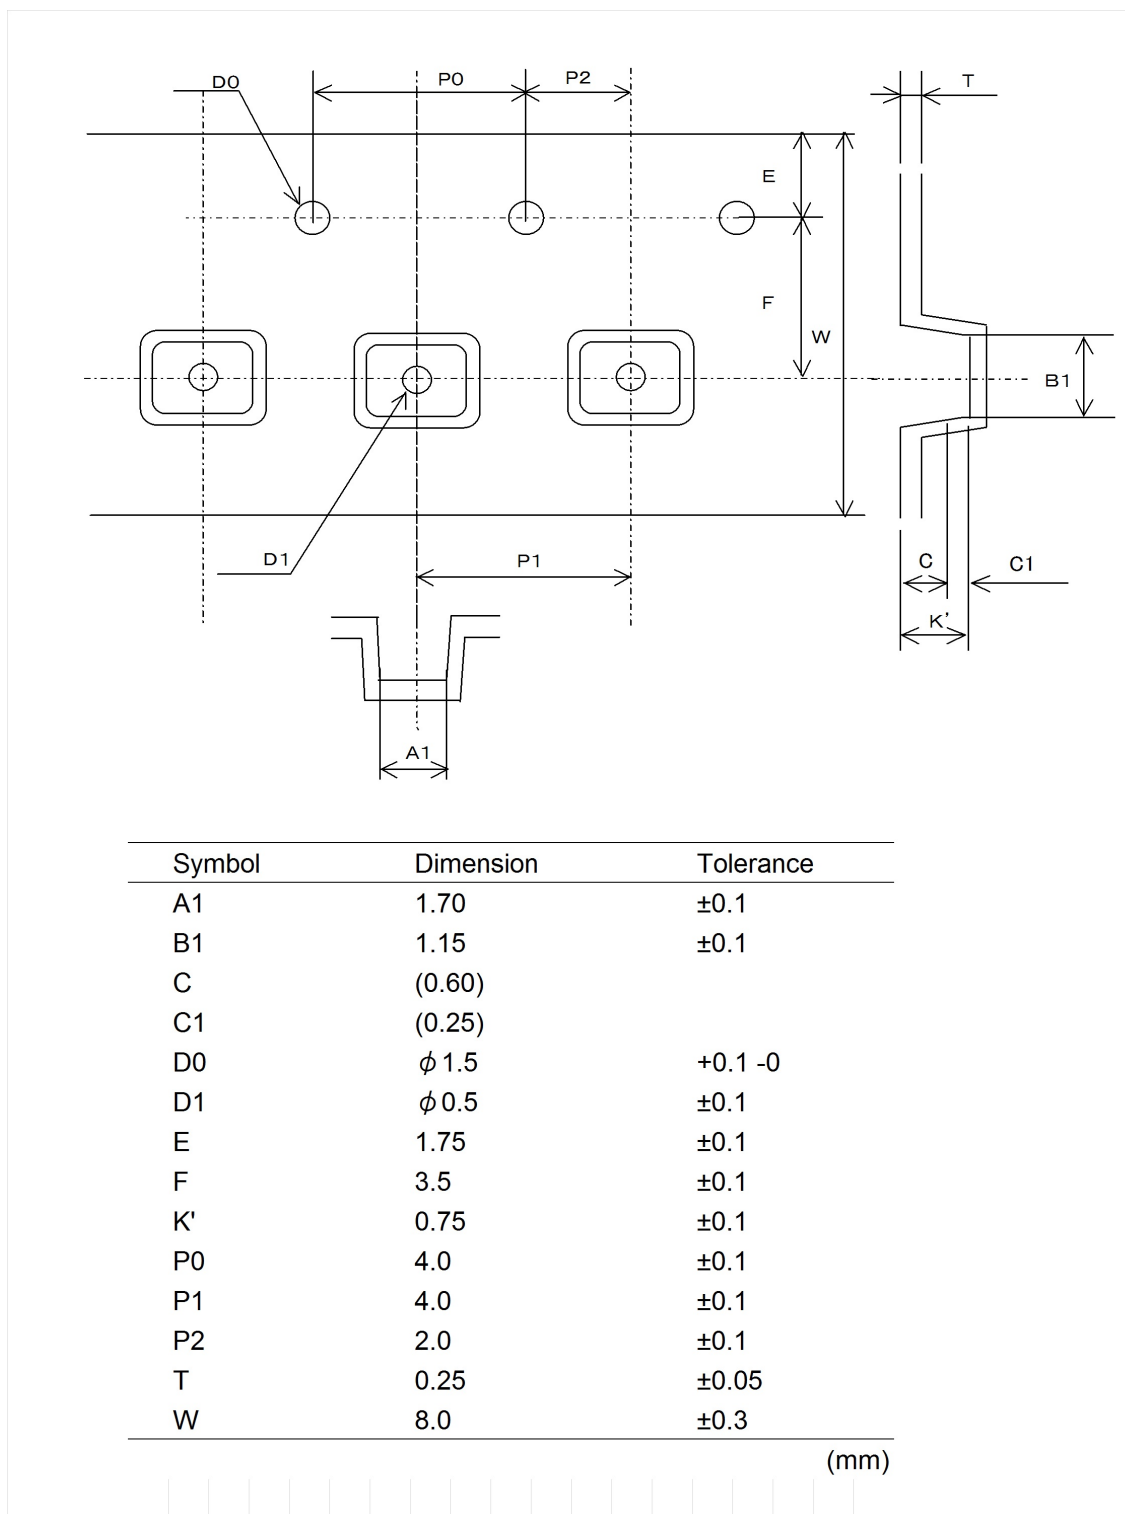 D0
P0
P2
T
E
F
W
B1
D1
P1
C
C1
K’
A1
Symbol Dimension Tolerance
A1 1.70 ±0.1
B1 1.15 ±0.1
C (0.60)
C1 (0.25)
D0 φ1.5 +0.1 -0
D1 φ0.5 ±0.1
E 1.75 ±0.1
F 3.5 ±0.1
K' 0.75 ±0.1
P0 4.0 ±0.1
P1 4.0 ±0.1
P2 2.0 ±0.1
T 0.25 ±0.05
W 8.0 ±0.3
(mm)